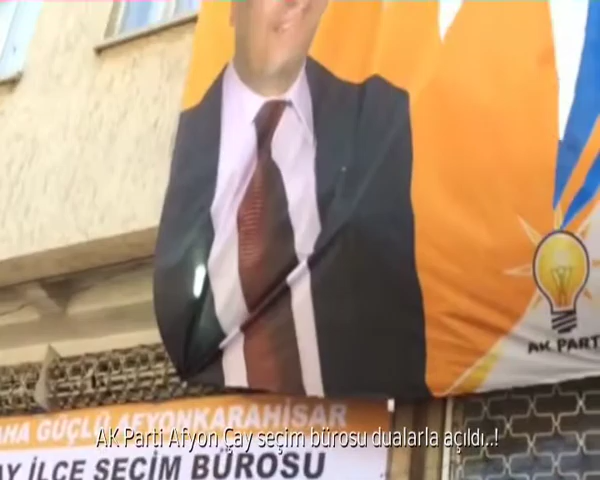 AK PARTİ
AHA GÜÇLÜ AFYONKARAHİSAR
AK Parti Afyon Çay seçim bürosu dualarla açıldı..!
AY İLÇE SEÇİM BÜROSU